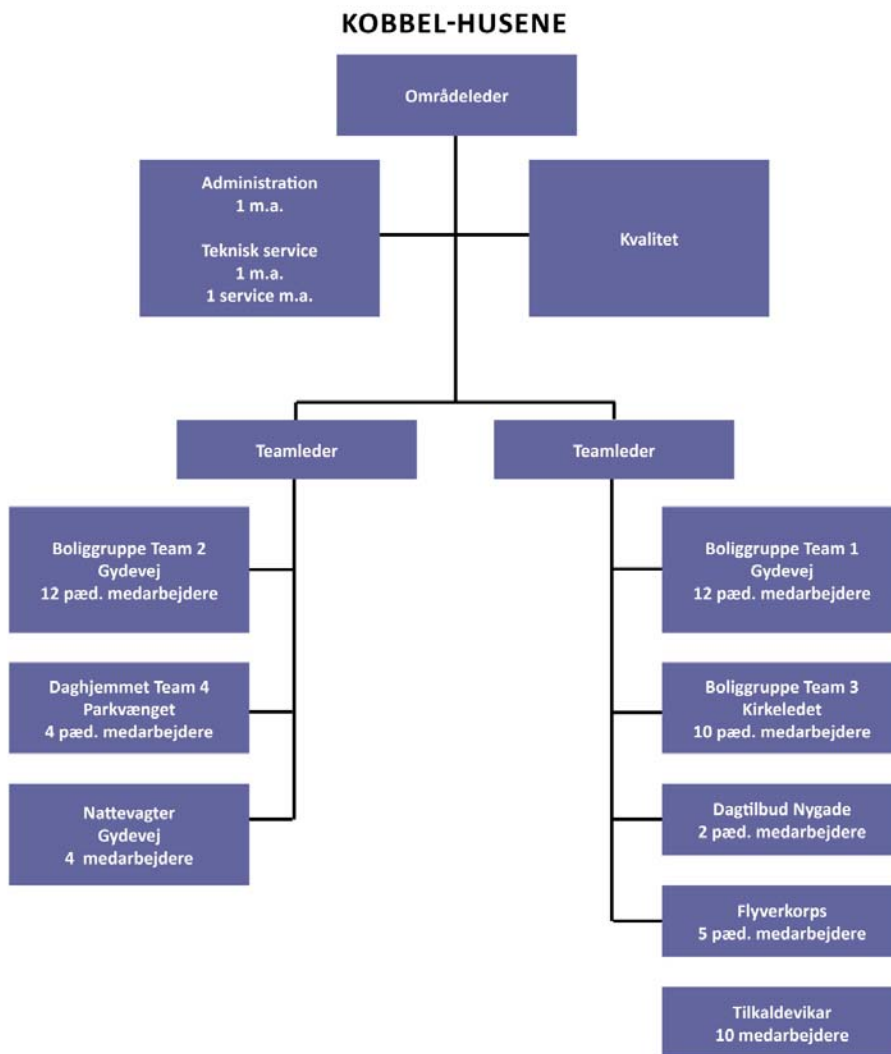 KOBBEL-HUSENE
Områdeleder
Administration
1 m.a.
Teknisk service
1 m.a.
1 service m.a.
Kvalitet
Teamleder
Teamleder
Boliggruppe Team 2
Gydevej
12 pæd. medarbejdere
Daghjemmet Team 4
Parkvænget
4 pæd. medarbejdere
Nattevagter
Gydevej
4 medarbejdere
Boliggruppe Team 1
Gydevej
12 pæd. medarbejdere
Boliggruppe Team 3
Kirkeledet
10 pæd. medarbejdere
Dagtilbud Nygade
2 pæd. medarbejdere
Flyverkorps
5 pæd. medarbejdere
Tilkaldevikar
10 medarbejdere